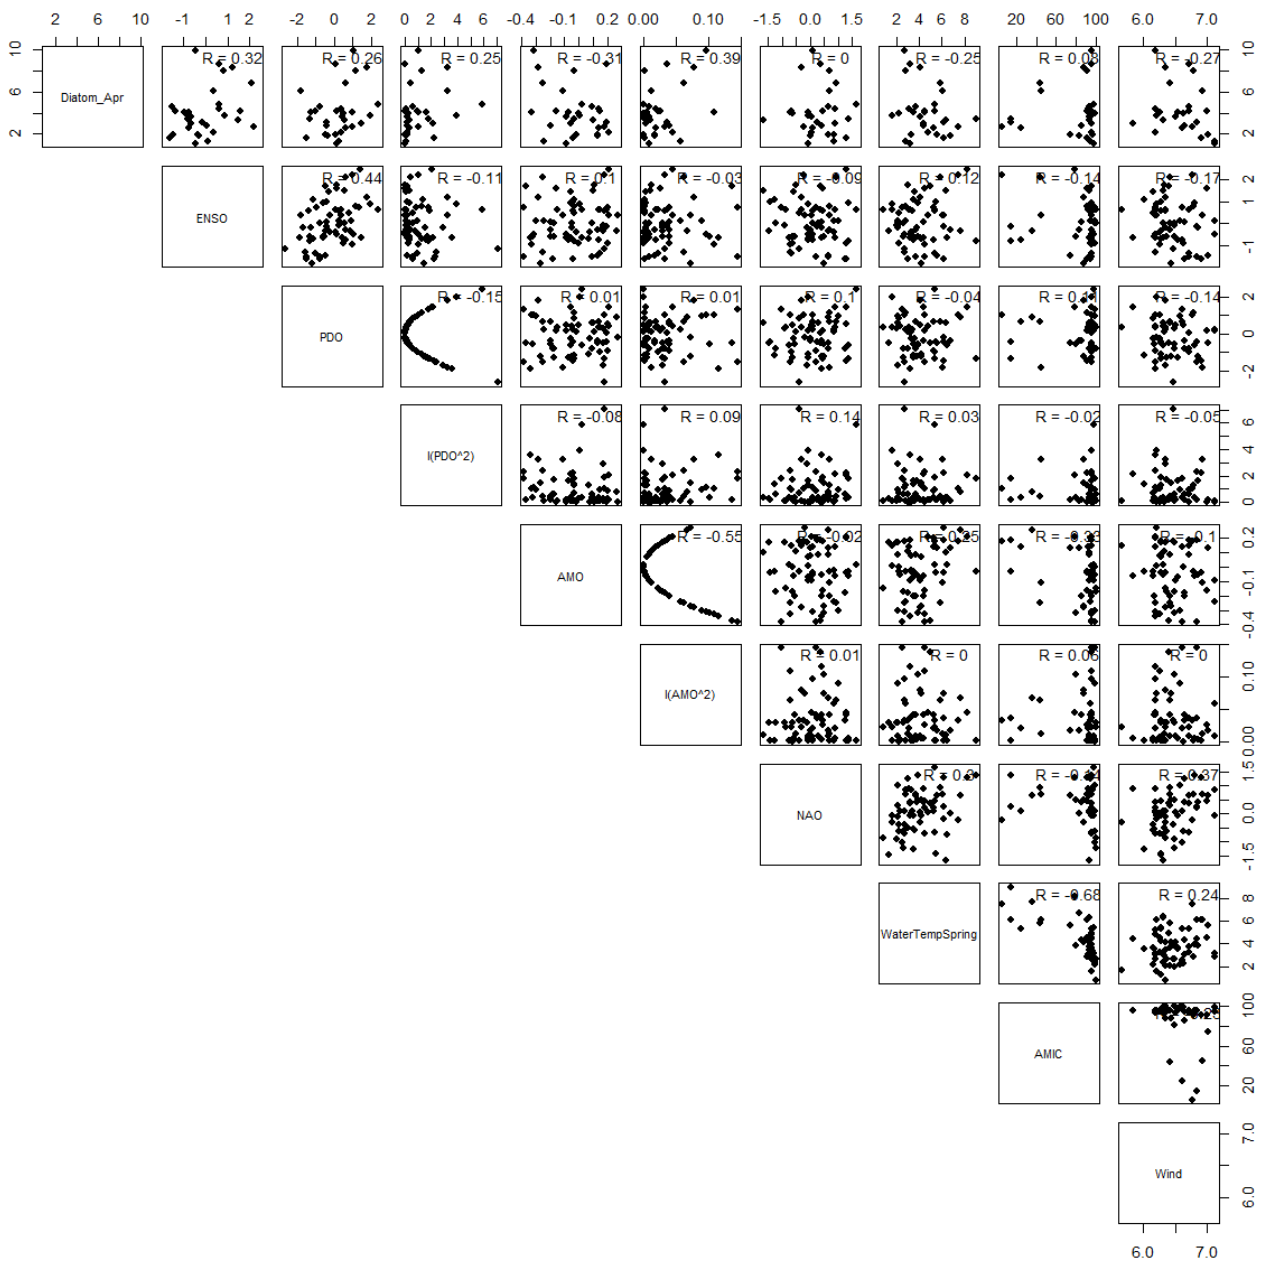 2 6 10 -1 1 2 -2 0 2 0 2 4 6 -0.4 -0.1 0.2 0.00 0.10 -1.5 0.0 1.5 2 4 6 8 20 60 100 6.0 7.0
Diatom_Apr R = 0.32 R = 0.26 R = 0.25 R = -0.31 R = 0.39 R = 0 R = -0.25 R = 0.08 R = -0.27
2 6 10
2 6 10
ENSO R = 0.44 R = -0.11 R = 0.1 R = -0.03 R = -0.09 R = 0.12 R = -0.14 R = -0.17
-1 1 2
PDO R = -0.15 R = 0.01 R = 0.01 R = 0.1 R = -0.04 R = 0.11 R = -0.14
-2 0 2
I(PDO^2) R = -0.08 R = 0.09 R = 0.14 R = 0.03 R = -0.02 R = -0.05
0 2 4 6
AMO R = -0.55 R = -0.02 R = 0.25 R = -0.33 R = -0.1
-0.4 -0.1 0.2
I(AMO^2) R = 0.01 R = 0 R = 0.06 R = 0
0.00 0.10
NAO R = 0.3 R = -0.14 R = 0.37
-1.5 0.0 1.5
WaterTempSpring R = -0.68 R = 0.24
2 4 6 8
AMIC
20 60 100
Wind
6.0 7.0
6.0 7.0